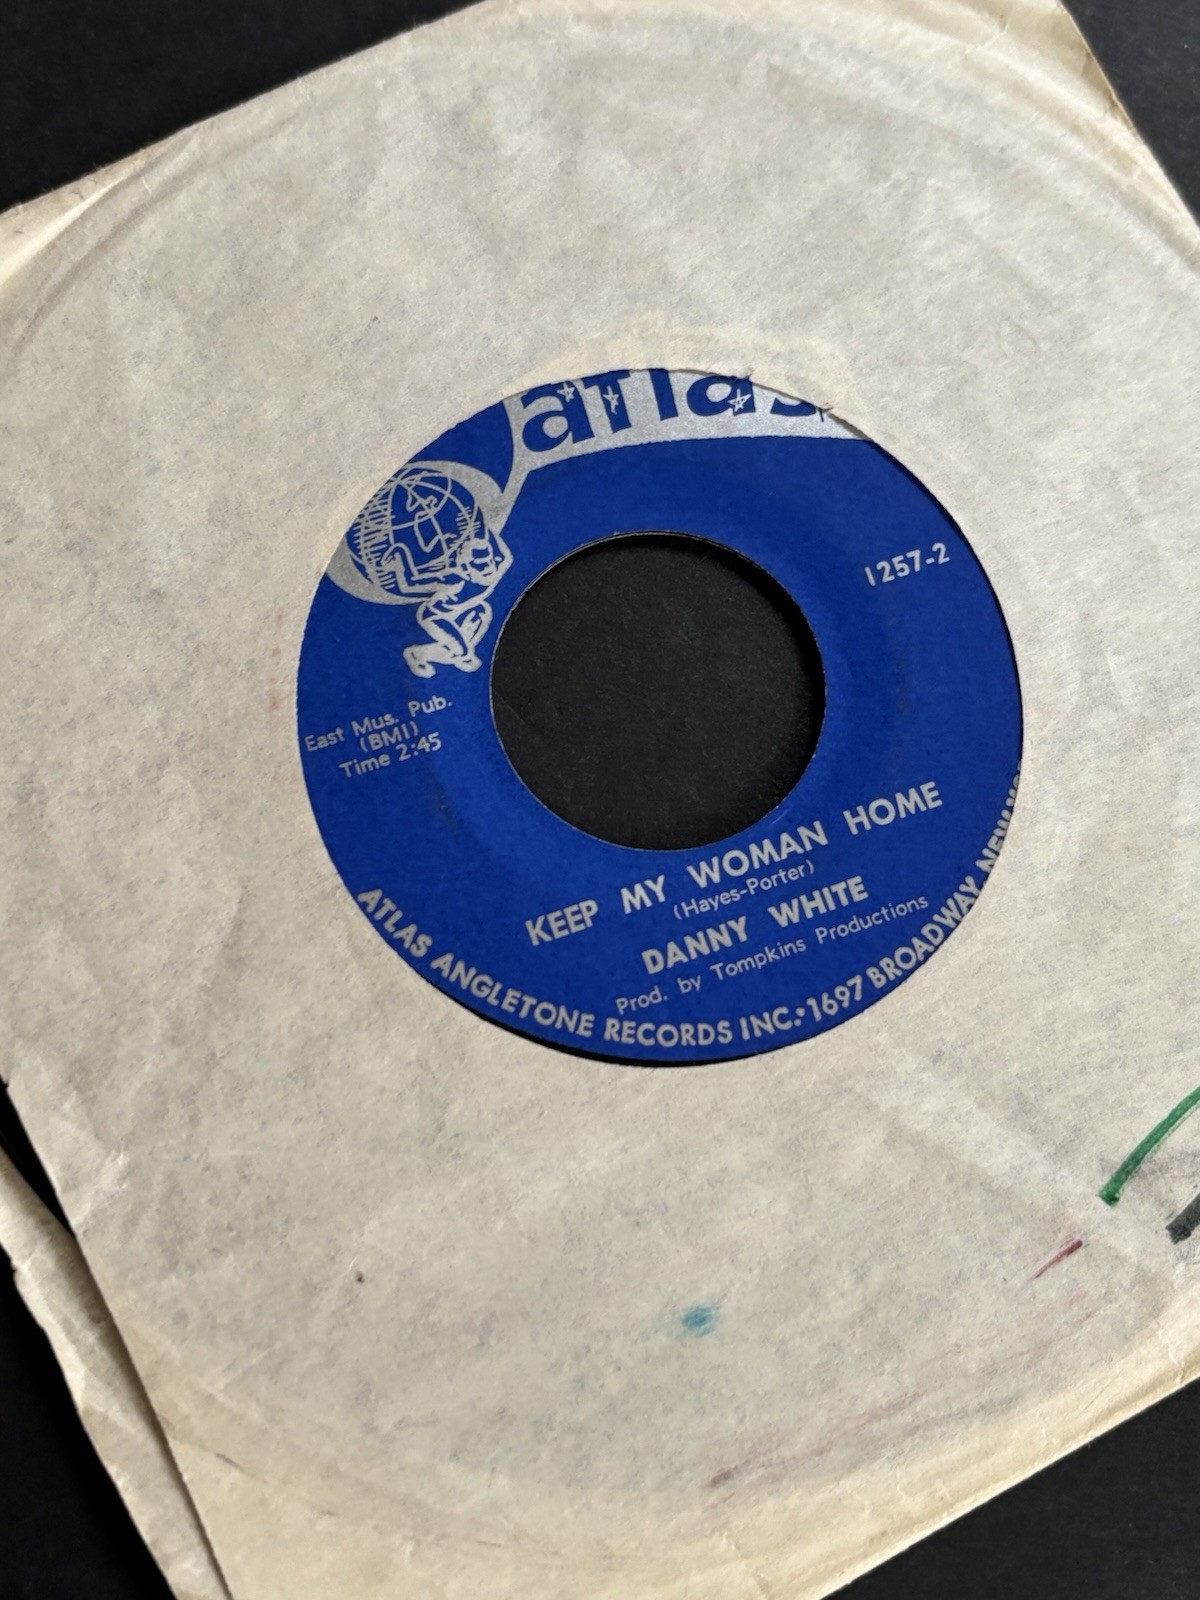 atlas
1257-2
East Mus. Pub.
(BMI)
Time 2:45
KEEP MY WOMAN HOME
(Hayes-Porter)
DANNY WHITE
Prod. by Tompkins Productions
ATLAS ANGLETONE RECORDS INC.•1697 BROADWAY, NEW